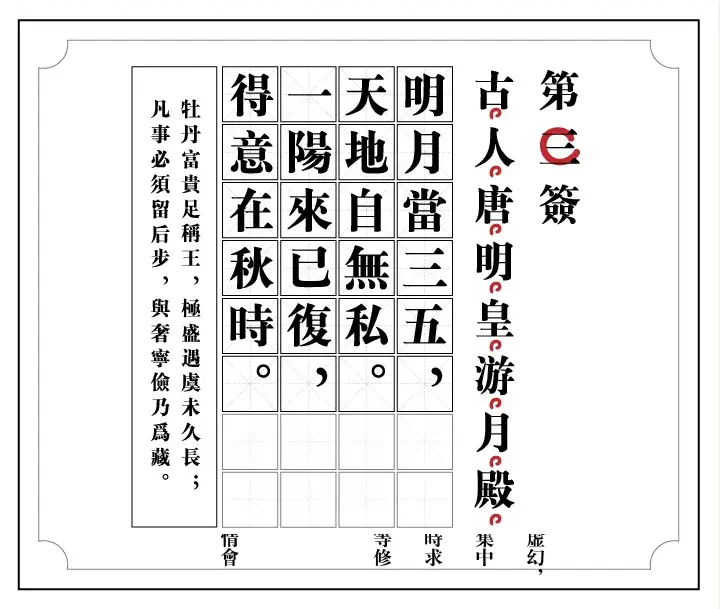 第三簽
古人唐明皇游月殿
明月當三五，
天地自無私。
一陽來已復，
得意在秋時。
牡丹富貴足稱王，極盛遇虞未久長；
凡事必須留后步，與奢寧儉乃爲藏。
虛幻，
集中
時求
等修
情會